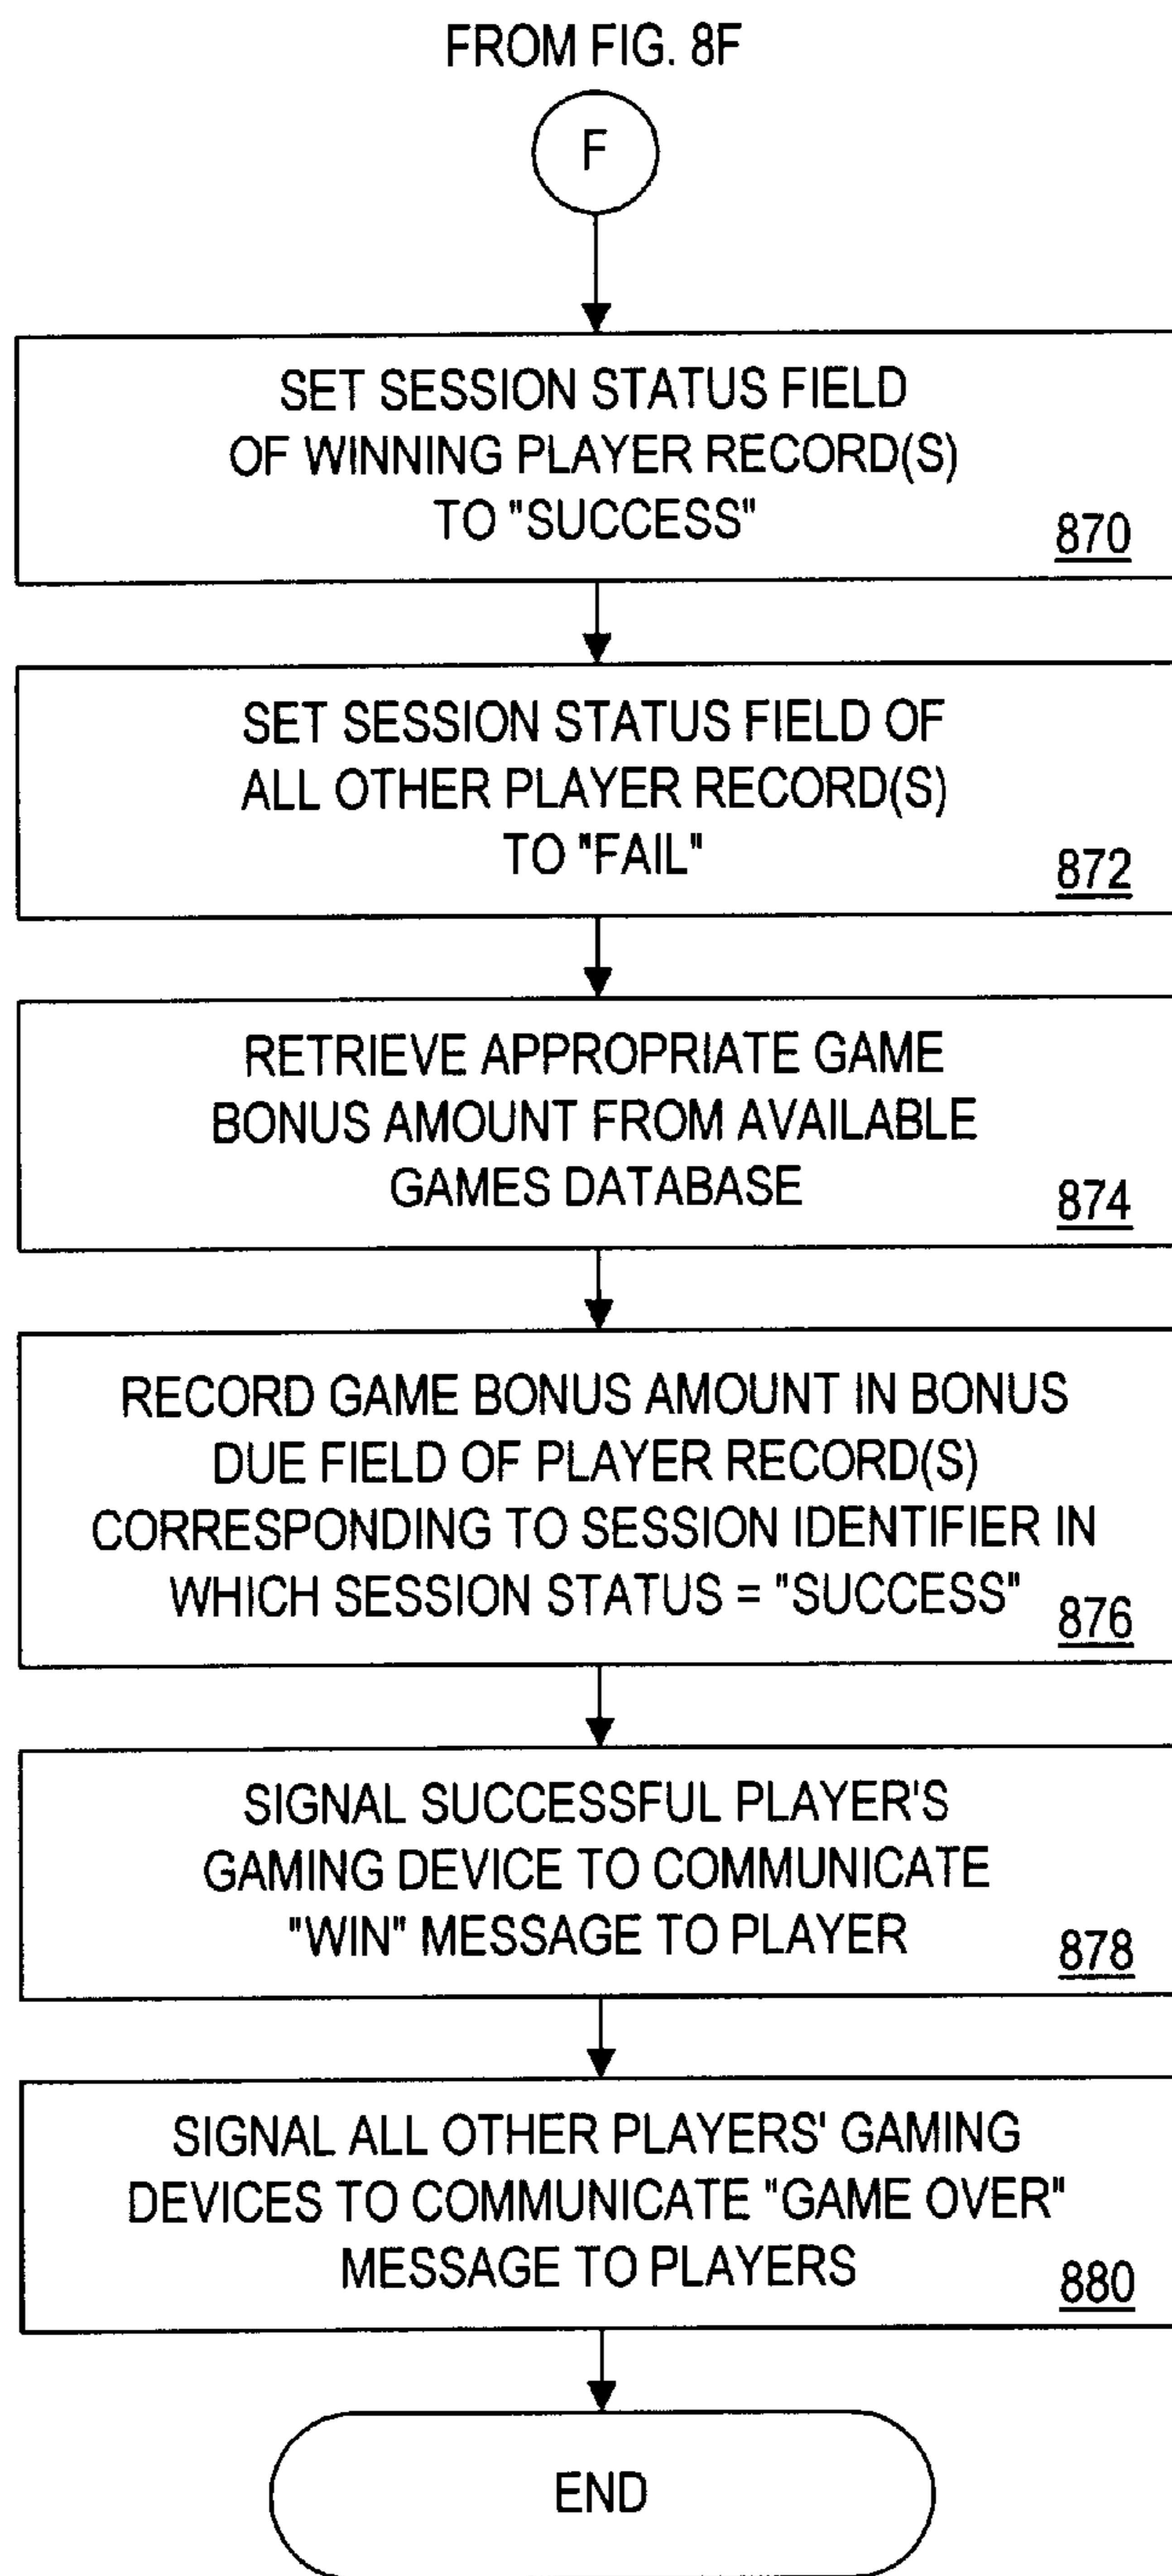 FROM FIG. 8F
F
SET SESSION STATUS FIELD
OF WINNING PLAYER RECORD(S)
TO "SUCCESS"
870
SET SESSION STATUS FIELD OF
ALL OTHER PLAYER RECORD(S)
TO "FAIL"
872
RETRIEVE APPROPRIATE GAME
BONUS AMOUNT FROM AVAILABLE
GAMES DATABASE
874
RECORD GAME BONUS AMOUNT IN BONUS
DUE FIELD OF PLAYER RECORD(S)
CORRESPONDING TO SESSION IDENTIFIER IN
WHICH SESSION STATUS = "SUCCESS"
876
SIGNAL SUCCESSFUL PLAYER'S
GAMING DEVICE TO COMMUNICATE
"WIN" MESSAGE TO PLAYER
878
SIGNAL ALL OTHER PLAYERS' GAMING
DEVICES TO COMMUNICATE "GAME OVER"
MESSAGE TO PLAYERS
880
END